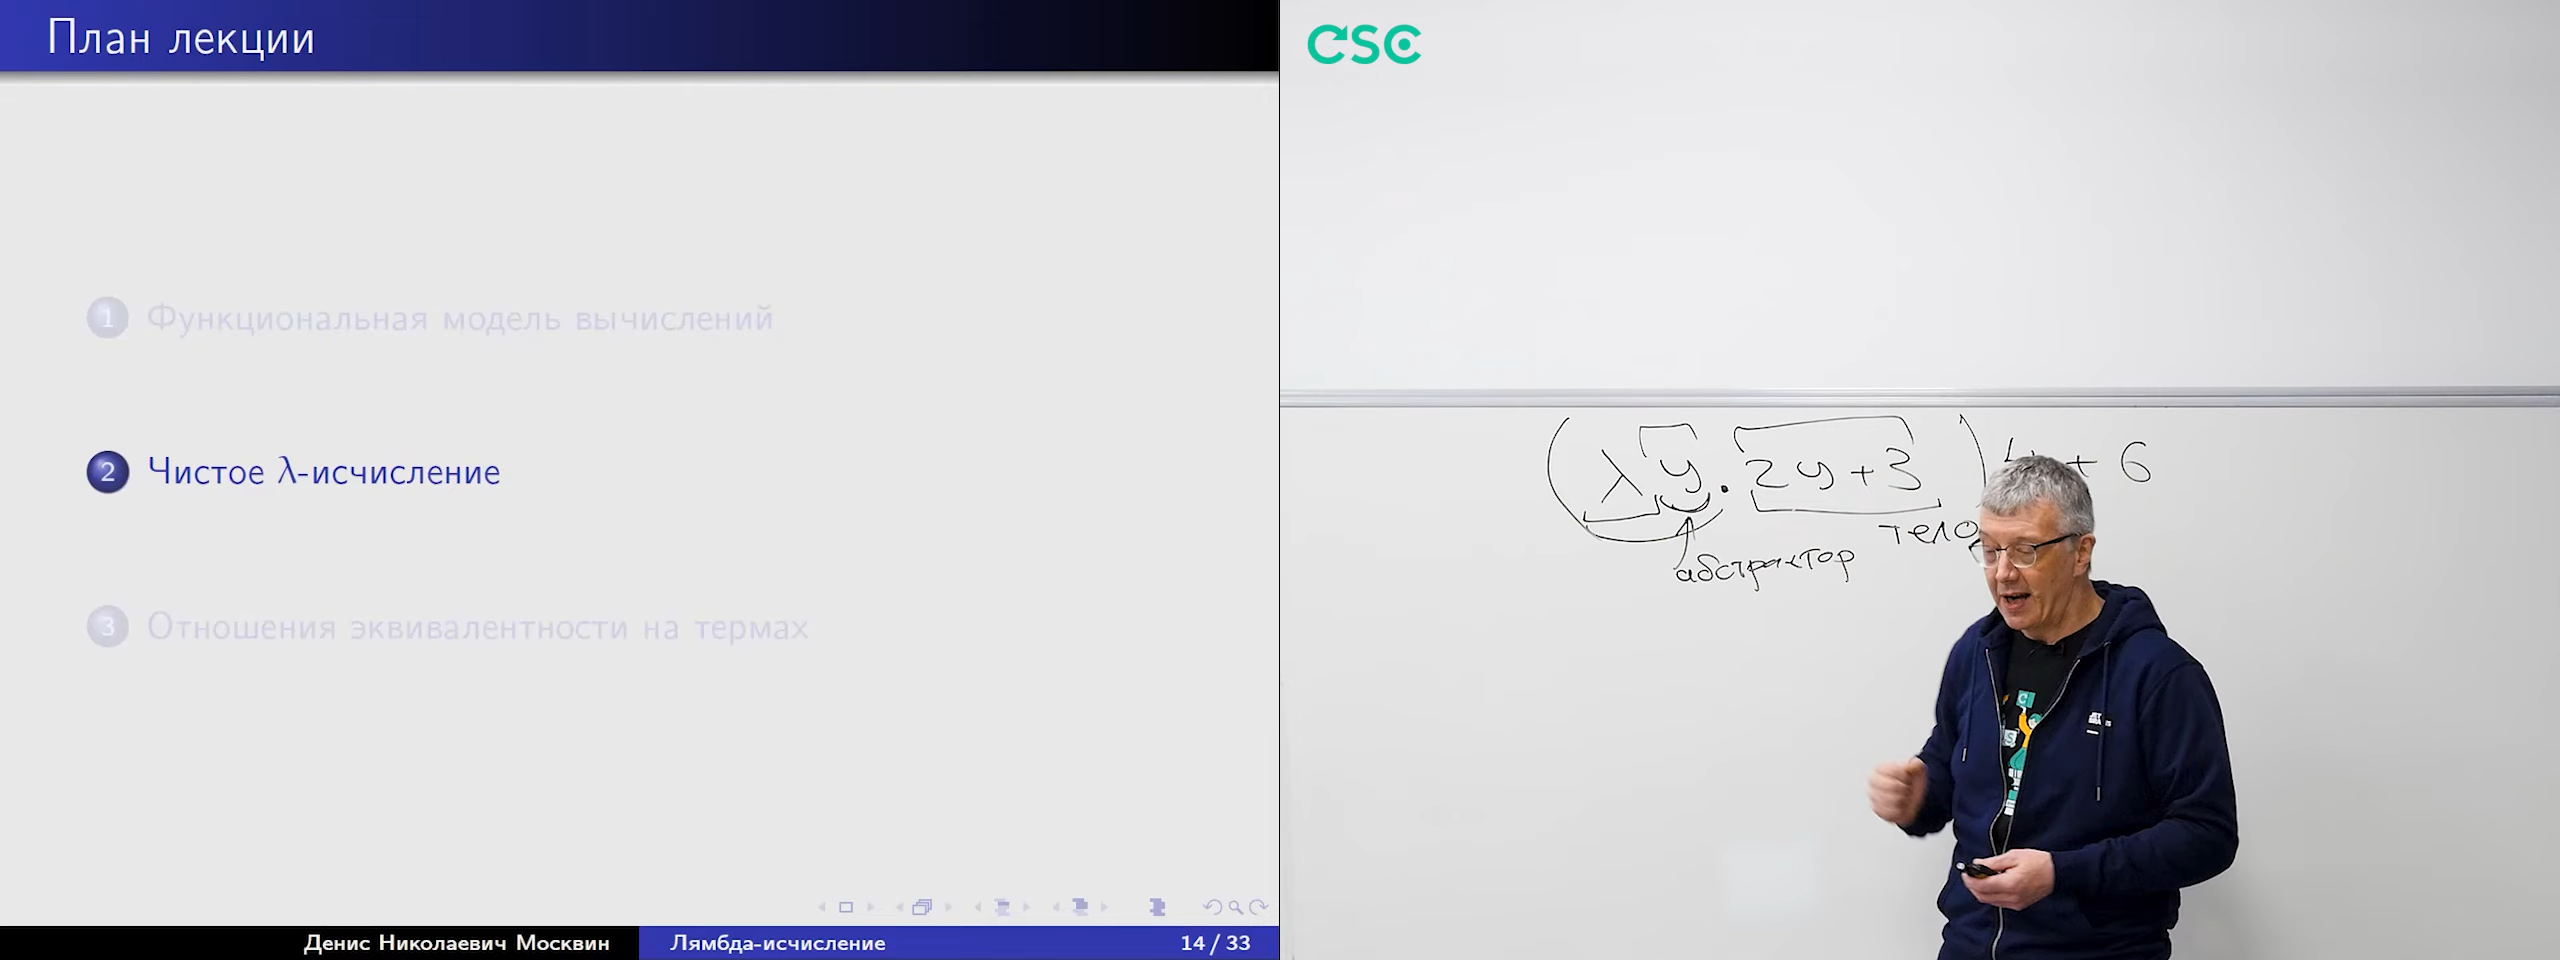 План лекции
1 Функциональная модель вычислений
2 Чистое λ-исчисление
3 Отношения эквивалентности на термах
Денис Николаевич Москвин Лямбда-исчисление 14 / 33
CSC
(λy. 2y+3) + 6
тело
абстрактор